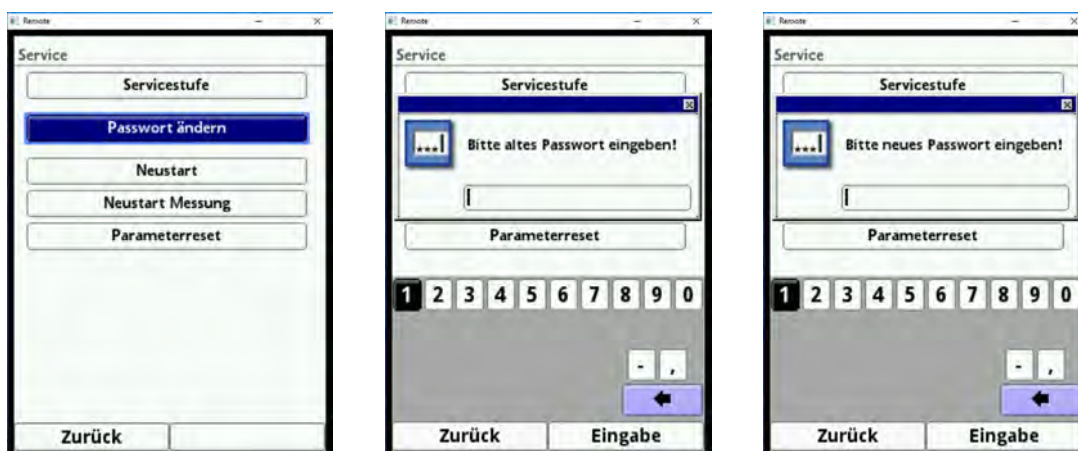 Remote
Service
Servicestufe
Passwort ändern
Neustart
Neustart Messung
Parameterreset
Zurück
Remote
Service
Servicestufe
...|
Bitte altes Passwort eingeben!
Parameterreset
1 2 3 4 5 6 7 8 9 0
- ,
Zurück Eingabe
Remote
Service
Servicestufe
...|
Bitte neues Passwort eingeben!
Parameterreset
1 2 3 4 5 6 7 8 9 0
- ,
Zurück Eingabe